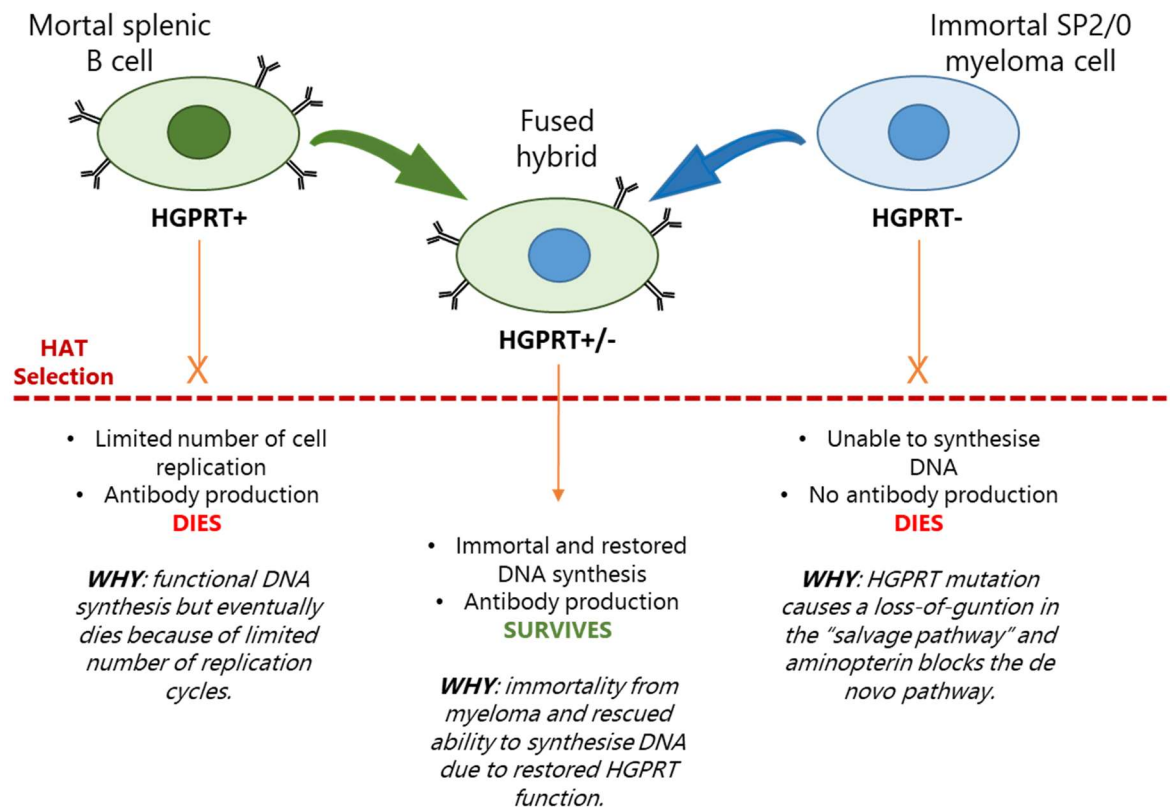 Mortal splenic
B cell
HGPRT+
Fused
hybrid
HGPRT+/-
Immortal SP2/0
myeloma cell
HGPRT-
HAT
Selection
X
X
• Limited number of cell
replication
• Antibody production
DIES
WHY: functional DNA
synthesis but eventually
dies because of limited
number of replication
cycles.
• Immortal and restored
DNA synthesis
• Antibody production
SURVIVES
WHY: immortality from
myeloma and rescued
ability to synthesise DNA
due to restored HGPRT
function.
• Unable to synthesise
DNA
• No antibody production
DIES
WHY: HGPRT mutation
causes a loss-of-guntion in
the “salvage pathway” and
aminopterin blocks the de
novo pathway.